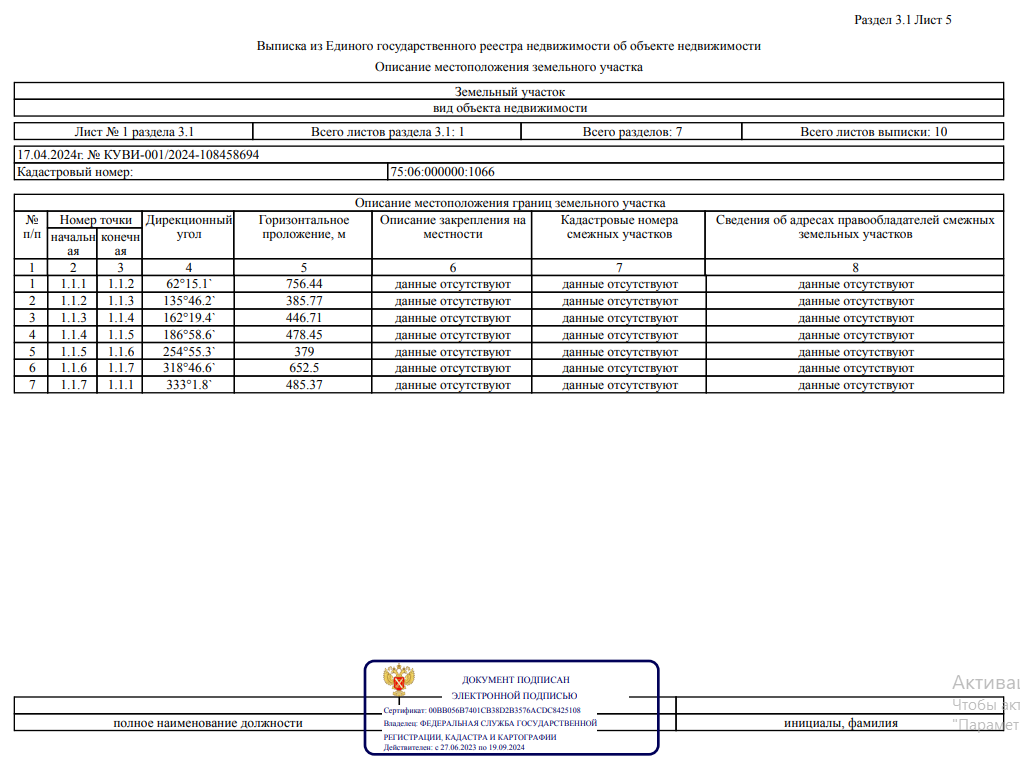 Раздел 3.1 Лист 5
Выписка из Единого государственного реестра недвижимости об объекте недвижимости
Описание местоположения земельного участка
Земельный участок
вид объекта недвижимости
Лист № 1 раздела 3.1 Всего листов раздела 3.1: 1 Всего разделов: 7 Всего листов выписки: 10
17.04.2024г. № КУВИ-001/2024-108458694
Кадастровый номер: 75:06:000000:1066
Описание местоположения границ земельного участка
№ п/п Номер точки Дирекционный угол Горизонтальное проложение, м Описание закрепления на местности Кадастровые номера смежных участков Сведения об адресах правообладателей смежных земельных участков
начальн ая конечн ая
1 2 3 4 5 6 7 8
1 1.1.1 1.1.2 62°15.1` 756.44 данные отсутствуют данные отсутствуют данные отсутствуют
2 1.1.2 1.1.3 135°46.2` 385.77 данные отсутствуют данные отсутствуют данные отсутствуют
3 1.1.3 1.1.4 162°19.4` 446.71 данные отсутствуют данные отсутствуют данные отсутствуют
4 1.1.4 1.1.5 186°58.6` 478.45 данные отсутствуют данные отсутствуют данные отсутствуют
5 1.1.5 1.1.6 254°55.3` 379 данные отсутствуют данные отсутствуют данные отсутствуют
6 1.1.6 1.1.7 318°46.6` 652.5 данные отсутствуют данные отсутствуют данные отсутствуют
7 1.1.7 1.1.1 333°1.8` 485.37 данные отсутствуют данные отсутствуют данные отсутствуют
ДОКУМЕНТ ПОДПИСАН
ЭЛЕКТРОННОЙ ПОДПИСЬЮ
Сертификат: 00BB056B7401CB38D2B3576ACDC8425108
Владелец: ФЕДЕРАЛЬНАЯ СЛУЖБА ГОСУДАРСТВЕННОЙ
РЕГИСТРАЦИИ, КАДАСТРА И КАРТОГРАФИИ
Действителен: с 27.06.2023 по 19.09.2024
полное наименование должности инициалы, фамилия
Чтобы